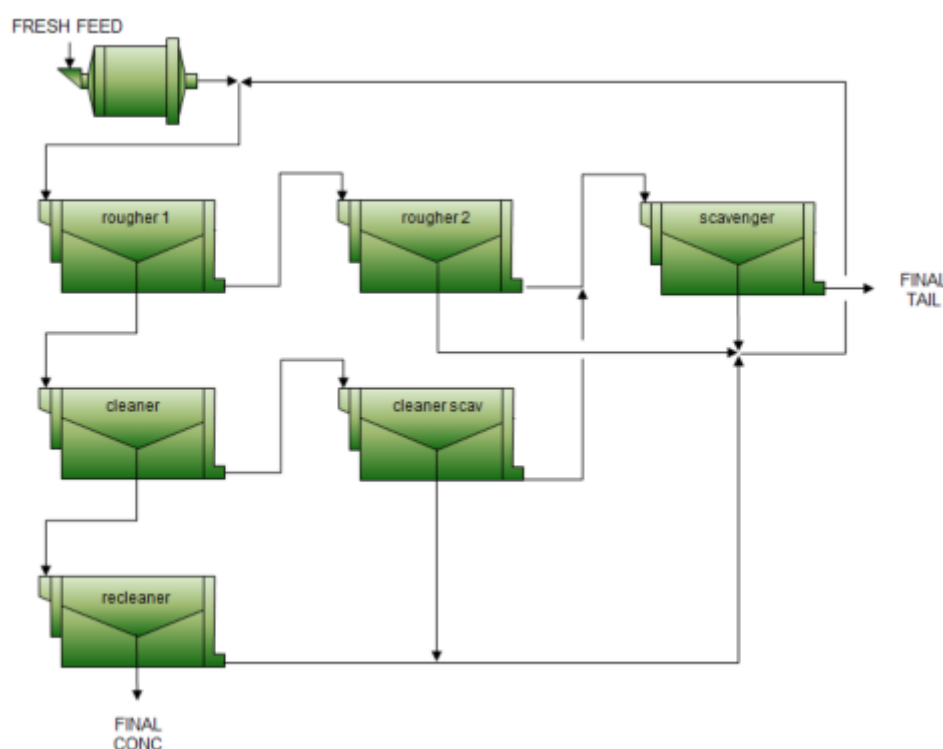 FRESH FEED
rougher 1
rougher 2
scavenger
FINAL
TAIL
cleaner
cleaner scav
recleaner
FINAL
CONC